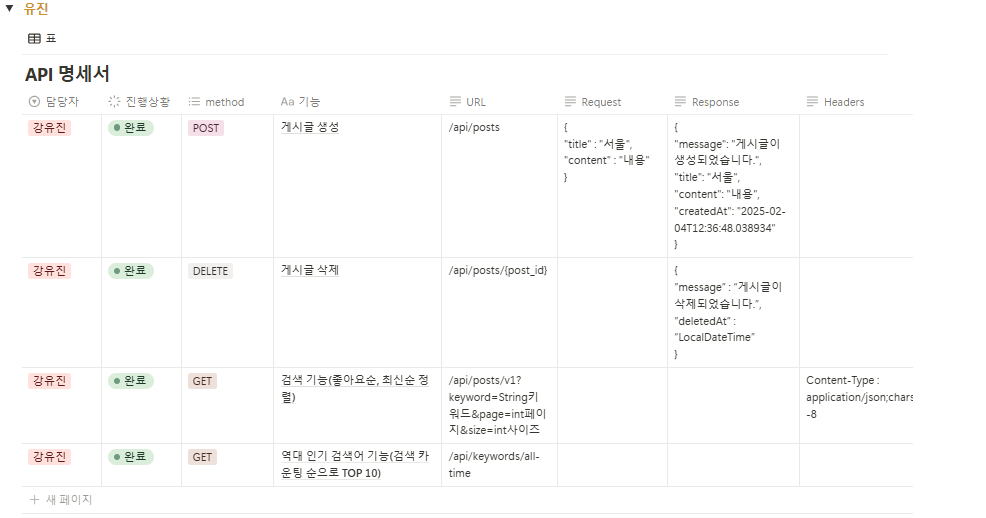 유진
표
API 명세서
담당자 진행상황 method Aa 기능 URL Request Response Headers
강유진 완료 POST 게시글 생성 /api/posts
{
"title" : "서울",
"content" : "내용"
}
{
"message": "게시글이
생성되었습니다.",
"title": "서울",
"content": "내용",
"createdAt": "2025-02-
04T12:36:48.038934"
}
강유진 완료 DELETE 게시글 삭제 /api/posts/{post_id}
{
"message" : "게시글이
삭제되었습니다.",
"deletedAt" :
"LocalDateTime"
}
강유진 완료 GET
검색 기능(좋아요순, 최신순 정
렬)
/api/posts/v1?
keyword=String키
워드&page=int페이
지&size=int사이즈
Content-Type :
application/json;chars
-8
강유진 완료 GET
역대 인기 검색어 기능(검색 카
운팅 순으로 TOP 10)
/api/keywords/all-
time
+ 새 페이지